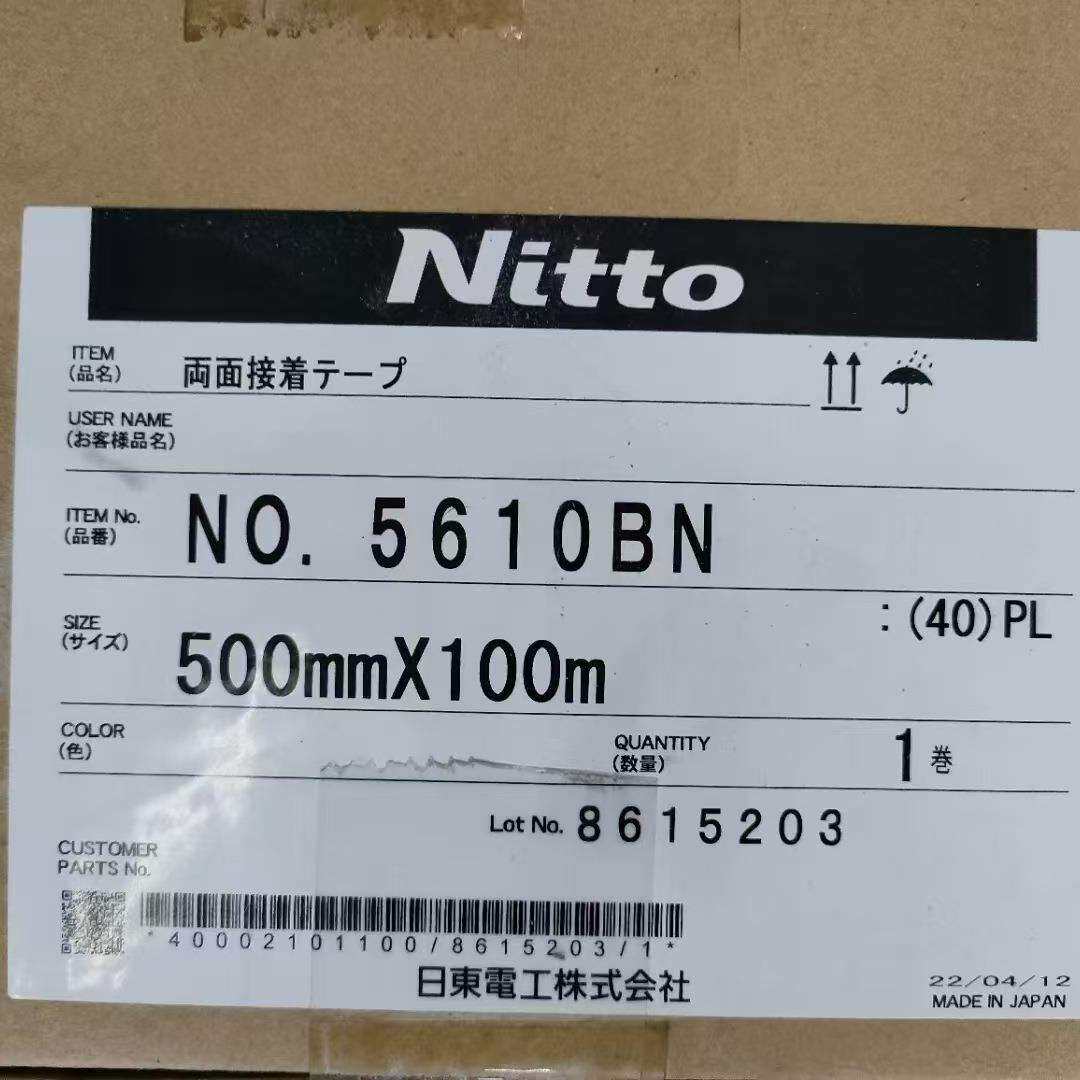 Nitto
ITEM
(品名)
両面接着テープ
USER NAME
(お客様品名)
ITEM No.
(品番)
NO. 5610BN
SIZE
(サイズ)
500mmX100m
:(40)PL
COLOR
(色)
QUANTITY
(数量)
1 巻
Lot No. 8615203
CUSTOMER
PARTS No.
*40002101100/8615203/1*
日東電工株式会社
22/04/12
MADE IN JAPAN